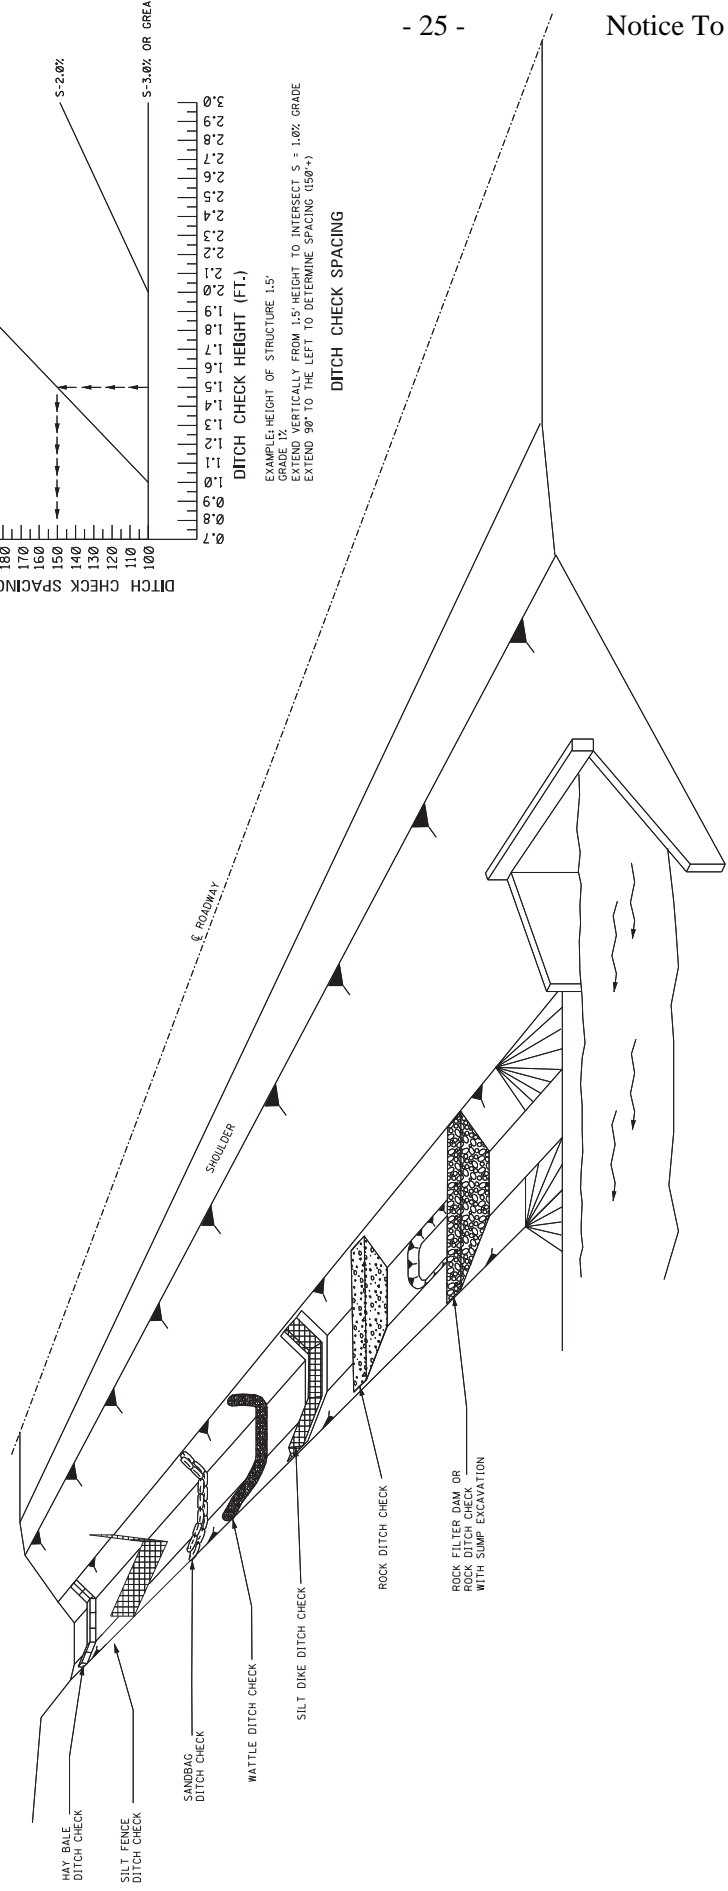 - 25 -
Notice To
S-2.0%
S-3.0% OR GREA
180
170
160
150
140
130
120
110
100
DITCH CHECK SPACING
0.7
0.8
0.9
1.0
1.1
1.2
1.3
1.4
1.5
1.6
1.7
1.8
1.9
2.0
2.1
2.2
2.3
2.4
2.5
2.6
2.7
2.8
2.9
3.0
DITCH CHECK HEIGHT (FT.)
EXAMPLE: HEIGHT OF STRUCTURE 1.5'
GRADE 1%
EXTEND VERTICALLY FROM 1.5' HEIGHT TO INTERSECT S = 1.0% GRADE
EXTEND 90° TO THE LEFT TO DETERMINE SPACING (150'+)
DITCH CHECK SPACING
℄ ROADWAY
SHOULDER
HAY BALE
DITCH CHECK
SILT FENCE
DITCH CHECK
SANDBAG
DITCH CHECK
WATTLE DITCH CHECK
SILT DIKE DITCH CHECK
ROCK DITCH CHECK
ROCK FILTER DAM OR
ROCK DITCH CHECK
WITH SUMP EXCAVATION